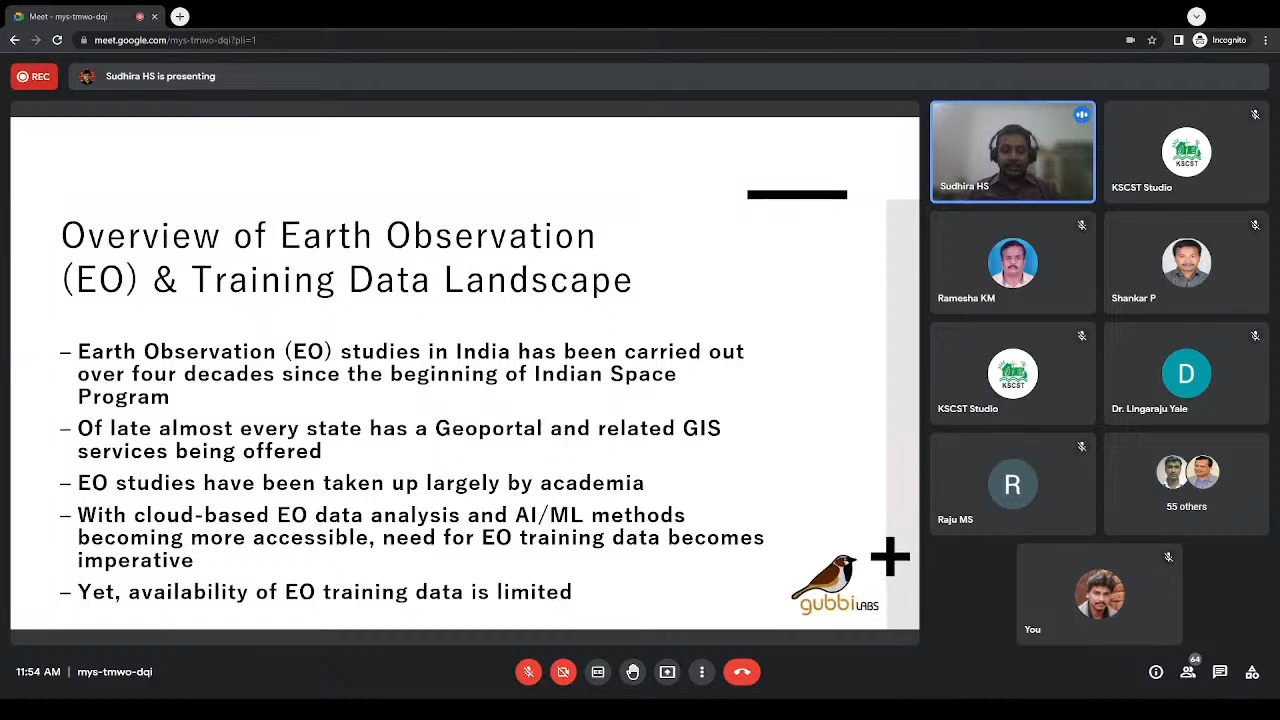 Meet - mys-tmwo-dqi
meet.google.com/mys-tmwo-dqi?pli=1
Incognito
REC
Sudhira HS is presenting
Overview of Earth Observation
(EO) & Training Data Landscape
– Earth Observation (EO) studies in India has been carried out
over four decades since the beginning of Indian Space
Program
– Of late almost every state has a Geoportal and related GIS
services being offered
– EO studies have been taken up largely by academia
– With cloud-based EO data analysis and AI/ML methods
becoming more accessible, need for EO training data becomes
imperative
– Yet, availability of EO training data is limited
gubbi LABS
Sudhira HS
KSCST
KSCST Studio
Ramesha KM
Shankar P
KSCST
KSCST Studio
D
Dr. Lingaraju Yale
R
Raju MS
55 others
You
11:54 AM | mys-tmwo-dqi
64